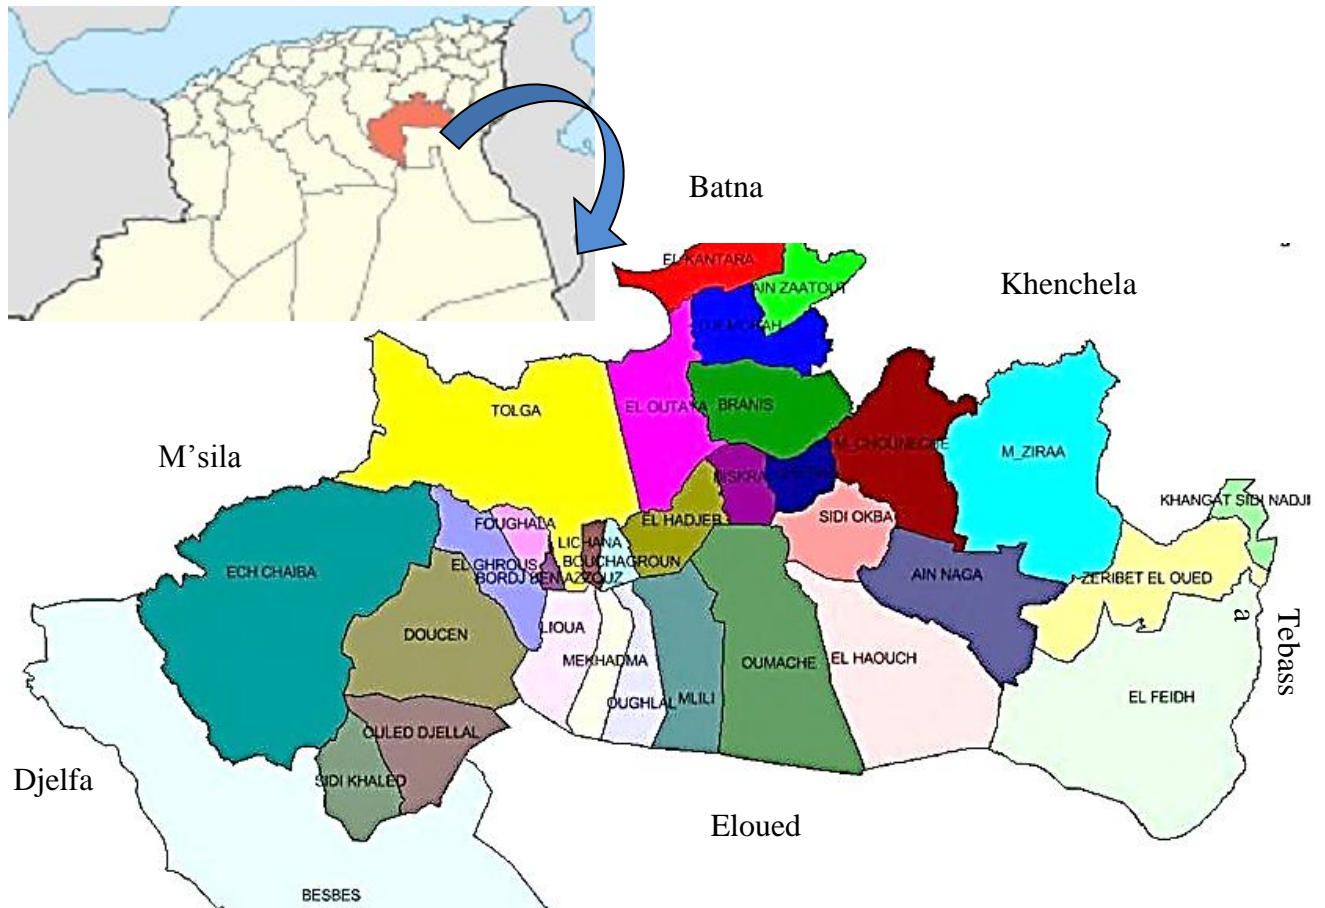 Batna
Khenchela
M'sila
Djelfa
Eloued
Tebass
a
EL KANTARA
AIN ZAATOUT
DJEMORAH
TOLGA
EL OUTAYA
BRANIS
M_CHOUNECHE
M_ZIRAA
BISKRA
KHANGAT SIDI NADJI
FOUGHALA
EL HADJEB
SIDI OKBA
LICHANA
BOUCHAGROUN
ECH CHAIBA
EL GHROUS
BORDJ BEN AZZOUZ
AIN NAGA
ZERIBET EL OUED
DOUCEN
LIOUA
MEKHADMA
OUMACHE
EL HAOUCH
OUGHLAL
MLILI
EL FEIDH
OULED DJELLAL
SIDI KHALED
BESBES